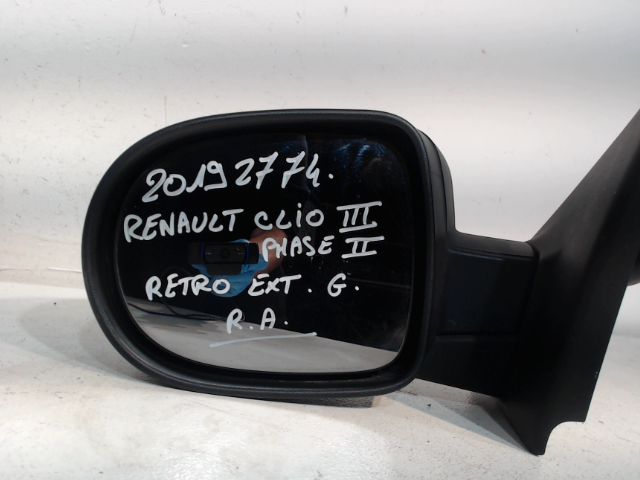 20192774.
RENAULT CLIO III
PHASE II
RETRO EXT. G.
R.A.